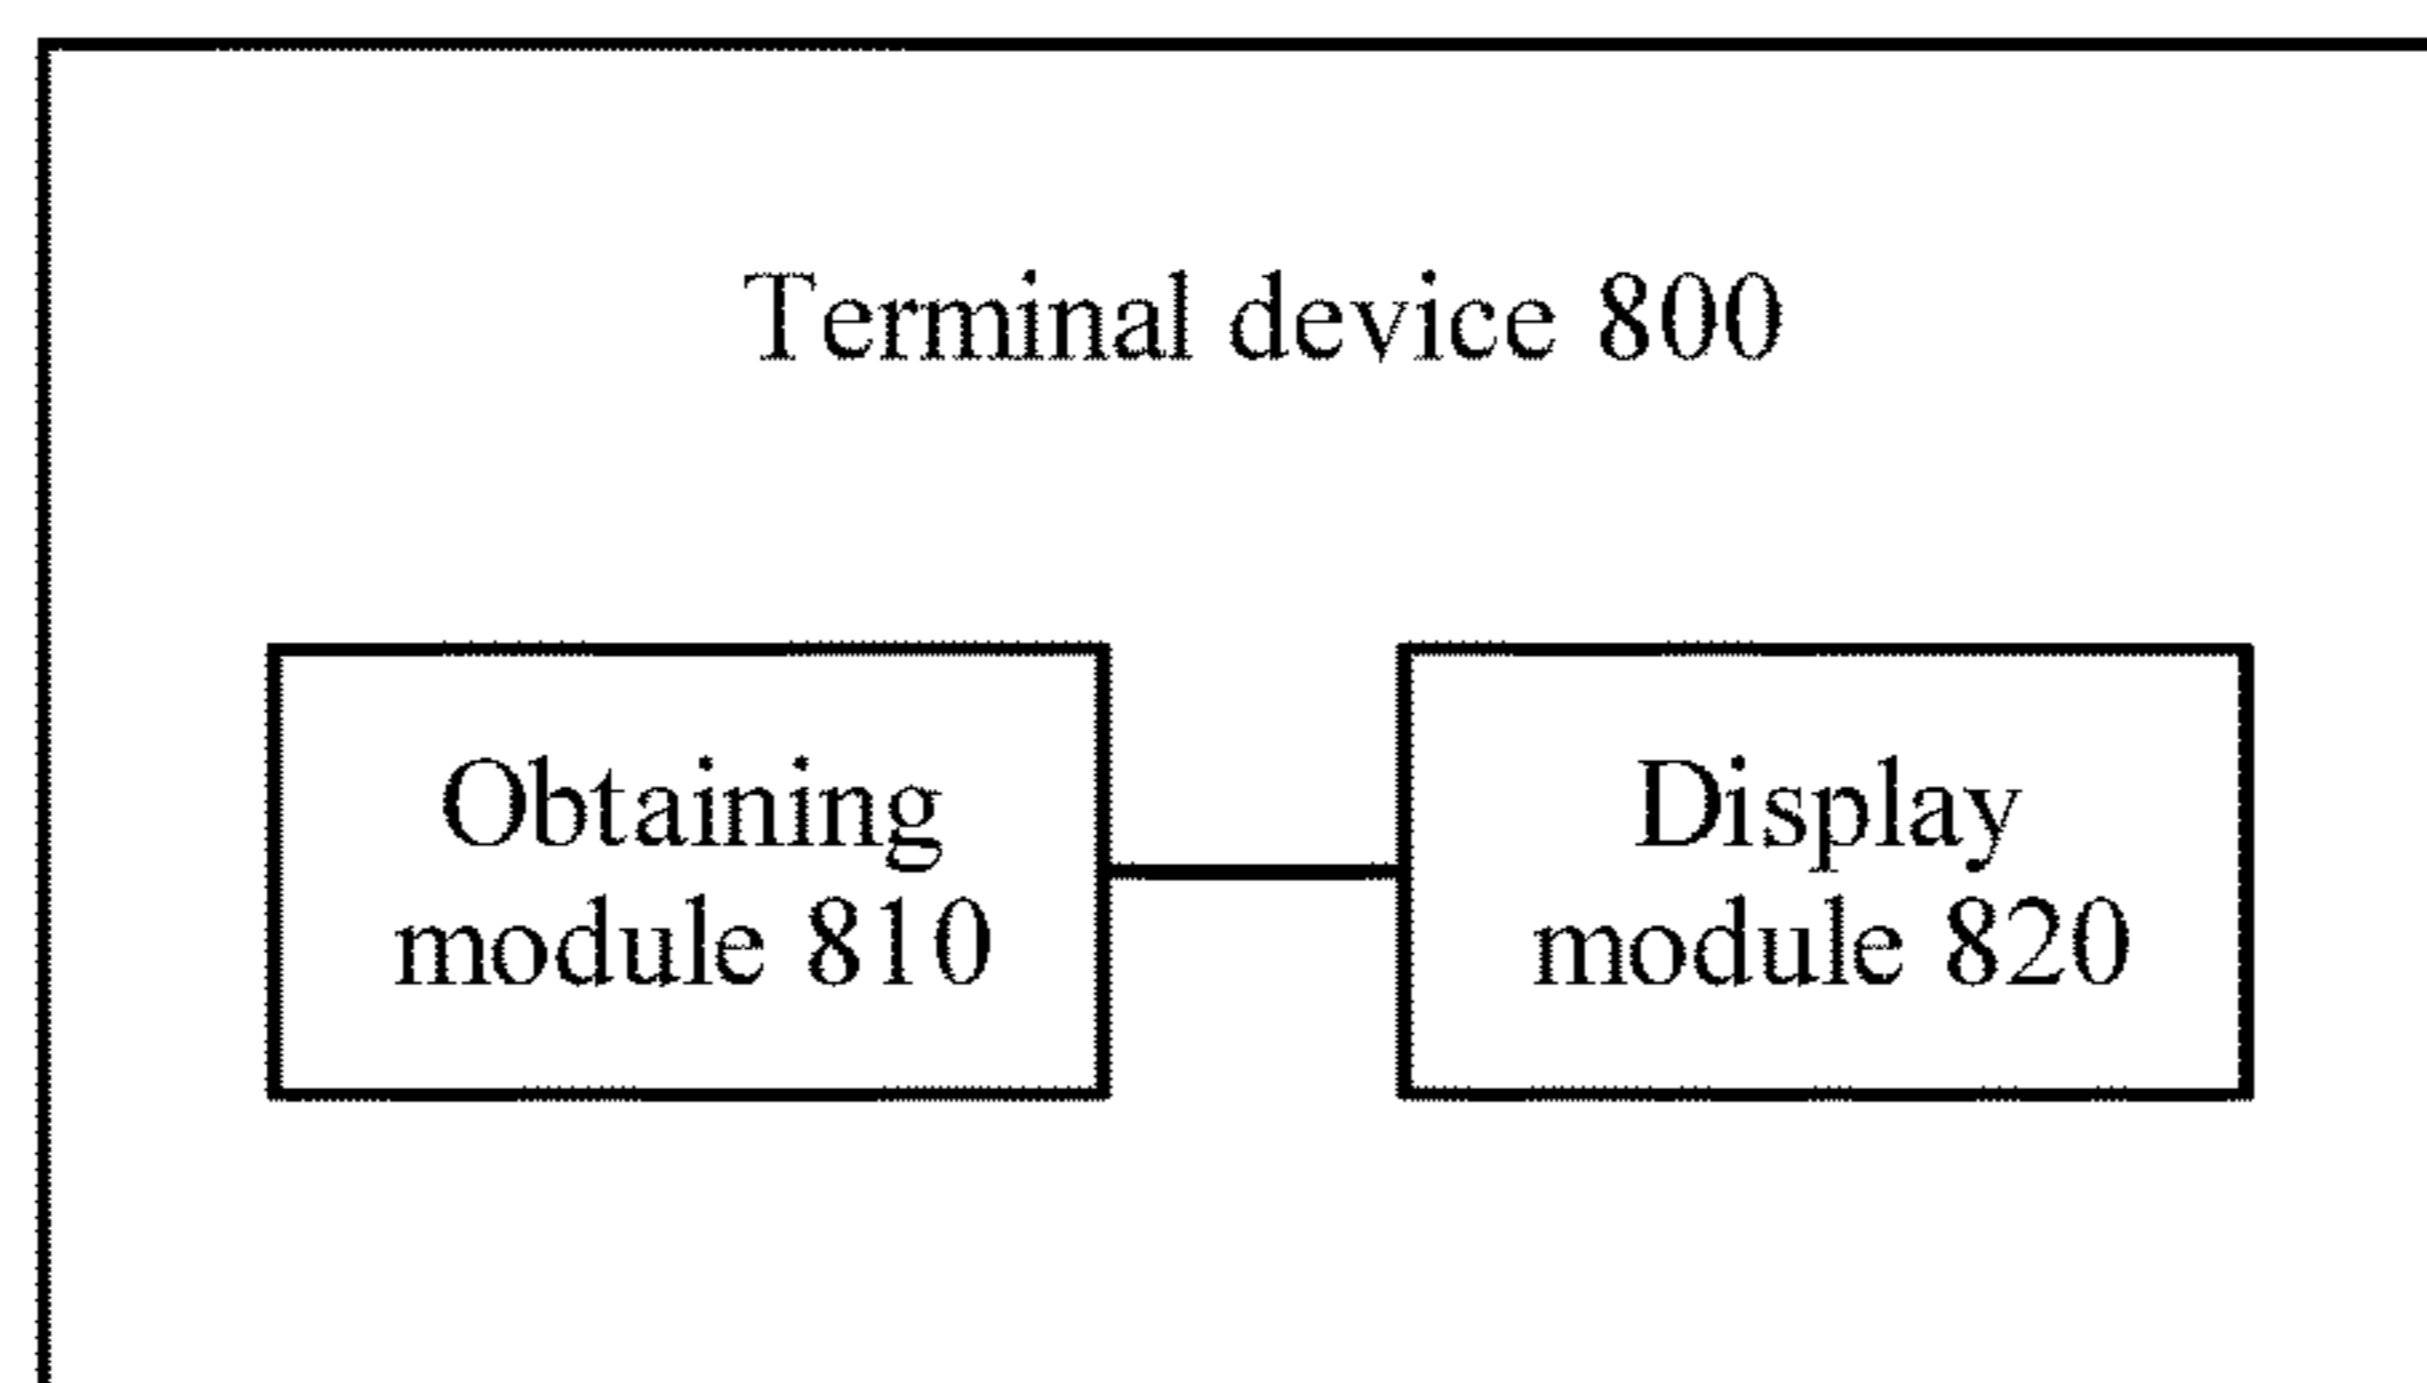 Terminal device 800
Obtaining
module 810
Display
module 820